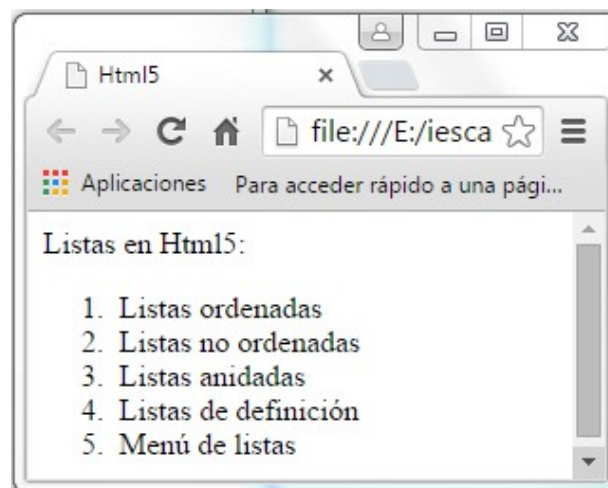 Html5
file:///E:/iesca
Aplicaciones Para acceder rápido a una pági...
Listas en Html5:
1. Listas ordenadas
2. Listas no ordenadas
3. Listas anidadas
4. Listas de definición
5. Menú de listas